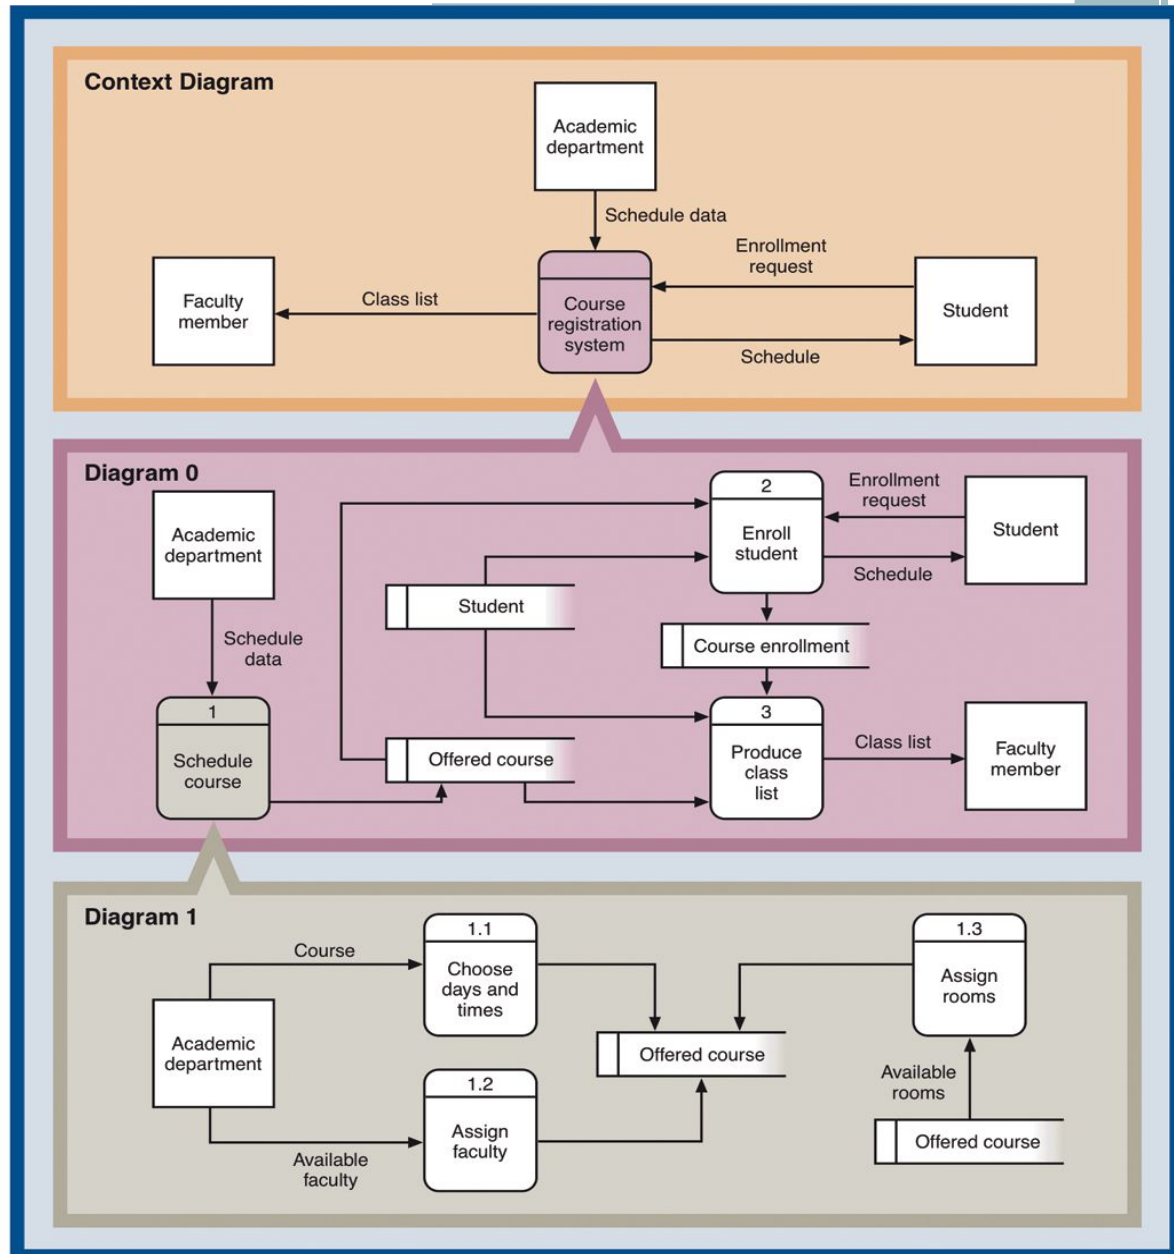 Context Diagram
Academic
department
Schedule data
Enrollment
request
Faculty
member
Class list
Course
registration
system
Student
Schedule
Diagram 0
Academic
department
2
Enroll
student
Enrollment
request
Student
Schedule
Student
Schedule
data
Course enrollment
1
Schedule
course
Offered course
3
Produce
class
list
Class list
Faculty
member
Diagram 1
Course
1.1
Choose
days and
times
1.3
Assign
rooms
Academic
department
Offered course
Available
rooms
1.2
Assign
faculty
Available
faculty
Offered course